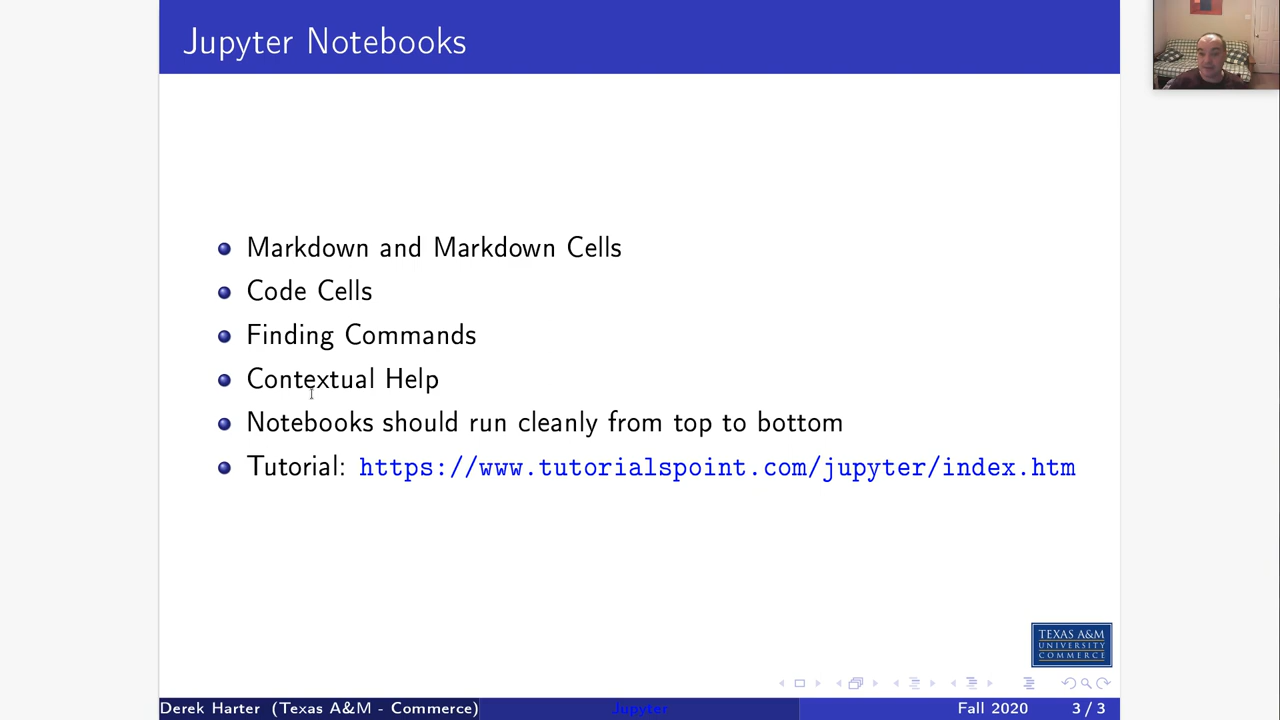 Jupyter Notebooks
Markdown and Markdown Cells
Code Cells
Finding Commands
Contextual Help
Notebooks should run cleanly from top to bottom
Tutorial: https://www.tutorialspoint.com/jupyter/index.htm
TEXAS A&M
UNIVERSITY
COMMERCE
Derek Harter (Texas A&M - Commerce)
Jupyter
Fall 2020
3 / 3